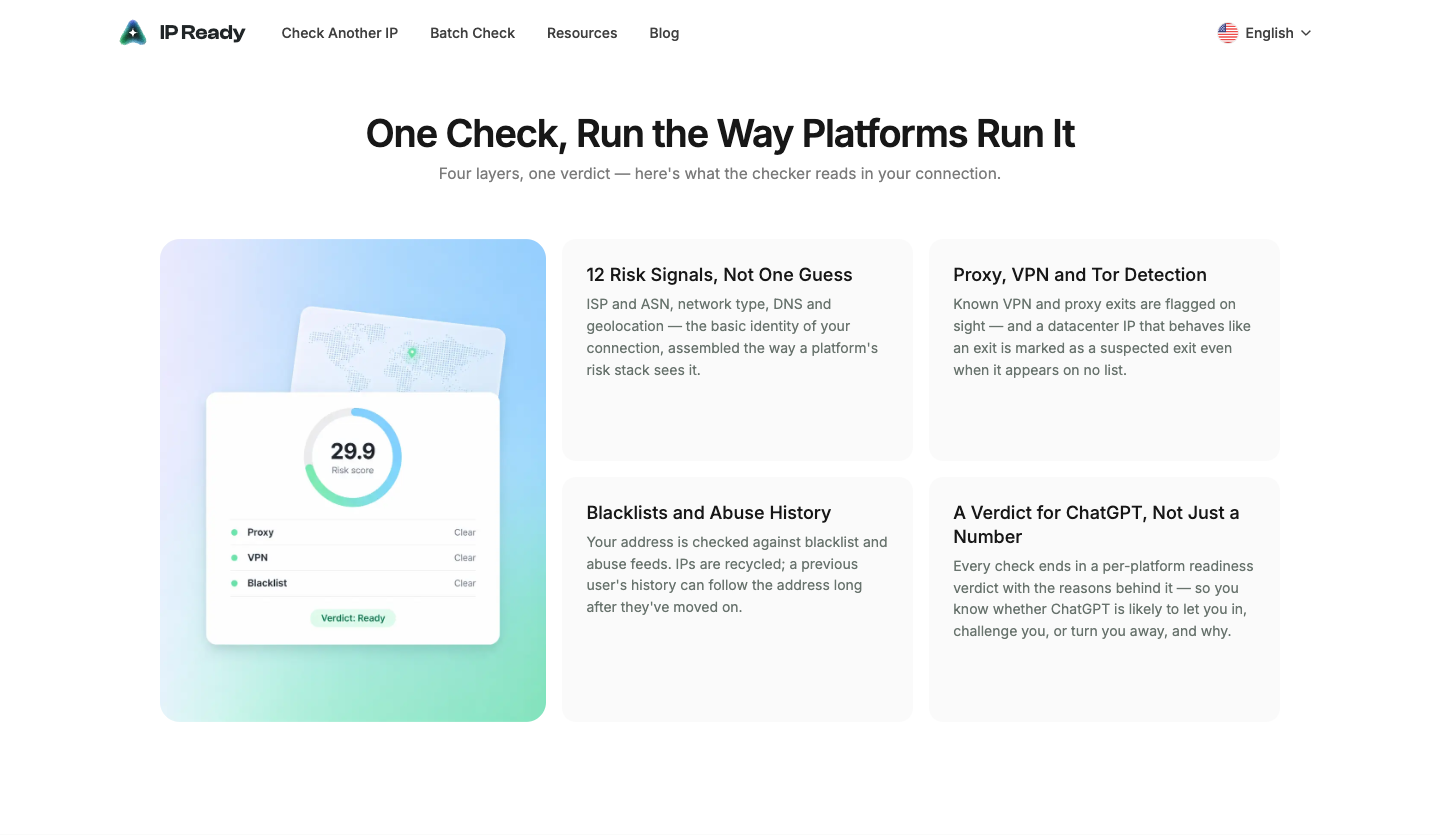 IP Ready
Check Another IP
Batch Check
Resources
Blog
English
One Check, Run the Way Platforms Run It
Four layers, one verdict — here's what the checker reads in your connection.
29.9
Risk score
Proxy Clear
VPN Clear
Blacklist Clear
Verdict: Ready
12 Risk Signals, Not One Guess
ISP and ASN, network type, DNS and
geolocation — the basic identity of your
connection, assembled the way a platform's
risk stack sees it.
Proxy, VPN and Tor Detection
Known VPN and proxy exits are flagged on
sight — and a datacenter IP that behaves like
an exit is marked as a suspected exit even
when it appears on no list.
Blacklists and Abuse History
Your address is checked against blacklist and
abuse feeds. IPs are recycled; a previous
user's history can follow the address long
after they've moved on.
A Verdict for ChatGPT, Not Just a
Number
Every check ends in a per-platform readiness
verdict with the reasons behind it — so you
know whether ChatGPT is likely to let you in,
challenge you, or turn you away, and why.